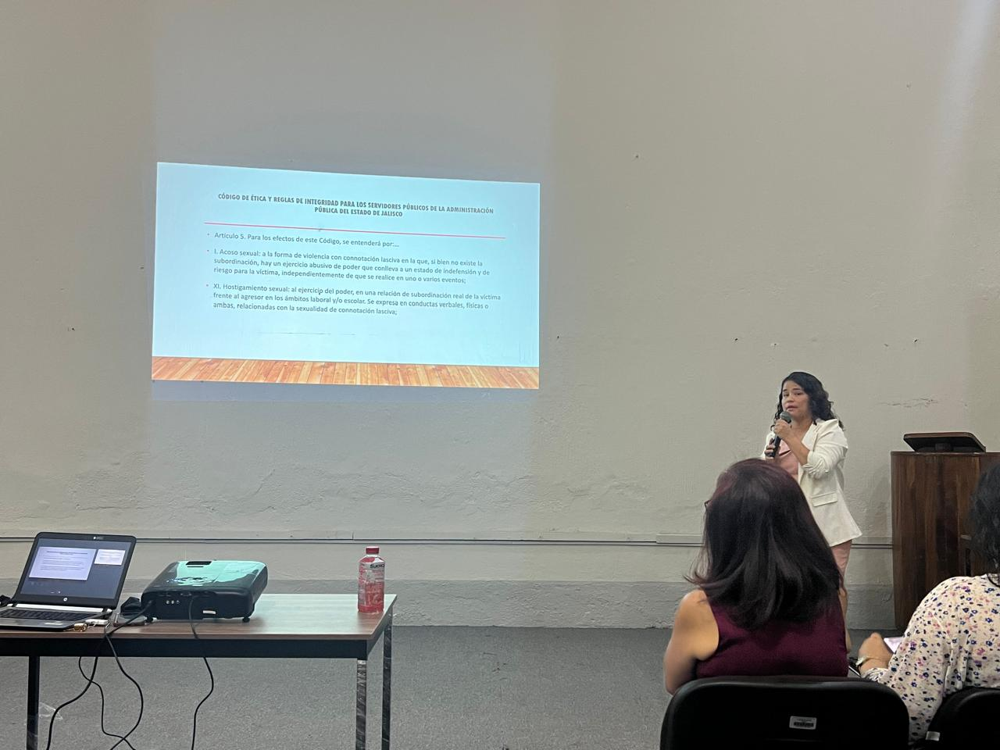 CÓDIGO DE ÉTICA Y REGLAS DE INTEGRIDAD PARA LOS SERVIDORES PÚBLICOS DE LA ADMINISTRACIÓN
PÚBLICA DEL ESTADO DE JALISCO
• Artículo 5. Para los efectos de este Código, se entenderá por:...
• I. Acoso sexual: a la forma de violencia con connotación lasciva en la que, si bien no existe la
subordinación, hay un ejercicio abusivo de poder que conlleva a un estado de indefensión y de
riesgo para la víctima, independientemente de que se realice en uno o varios eventos;
• XI. Hostigamiento sexual: al ejercicio del poder, en una relación de subordinación real de la víctima
frente al agresor en los ámbitos laboral y/o escolar. Se expresa en conductas verbales, físicas o
ambas, relacionadas con la sexualidad de connotación lasciva;